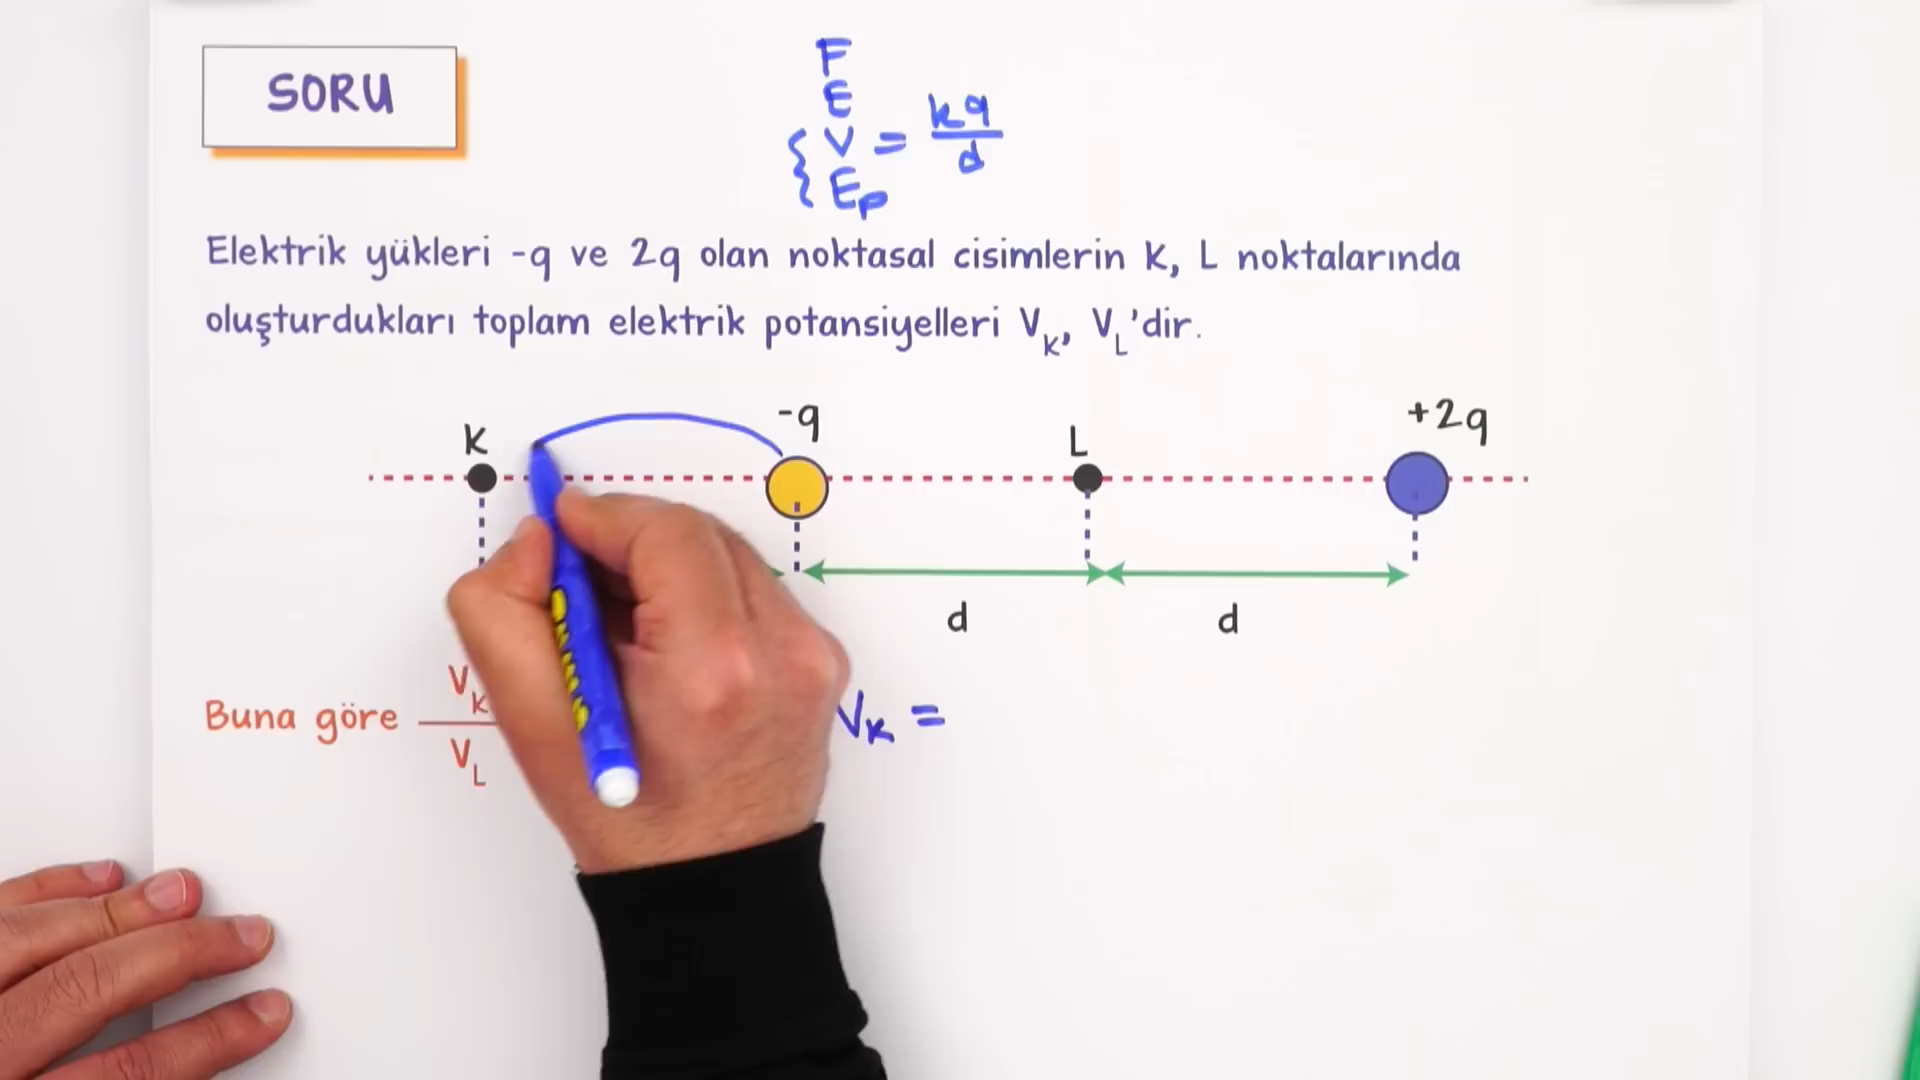 SORU
F
E
V = kq/d
Ep
Elektrik yükleri -q ve 2q olan noktasal cisimlerin K, L noktalarında
oluşturdukları toplam elektrik potansiyelleri VK, VL'dir.
K -q L +2q
d d
Buna göre VK/VL
VK =